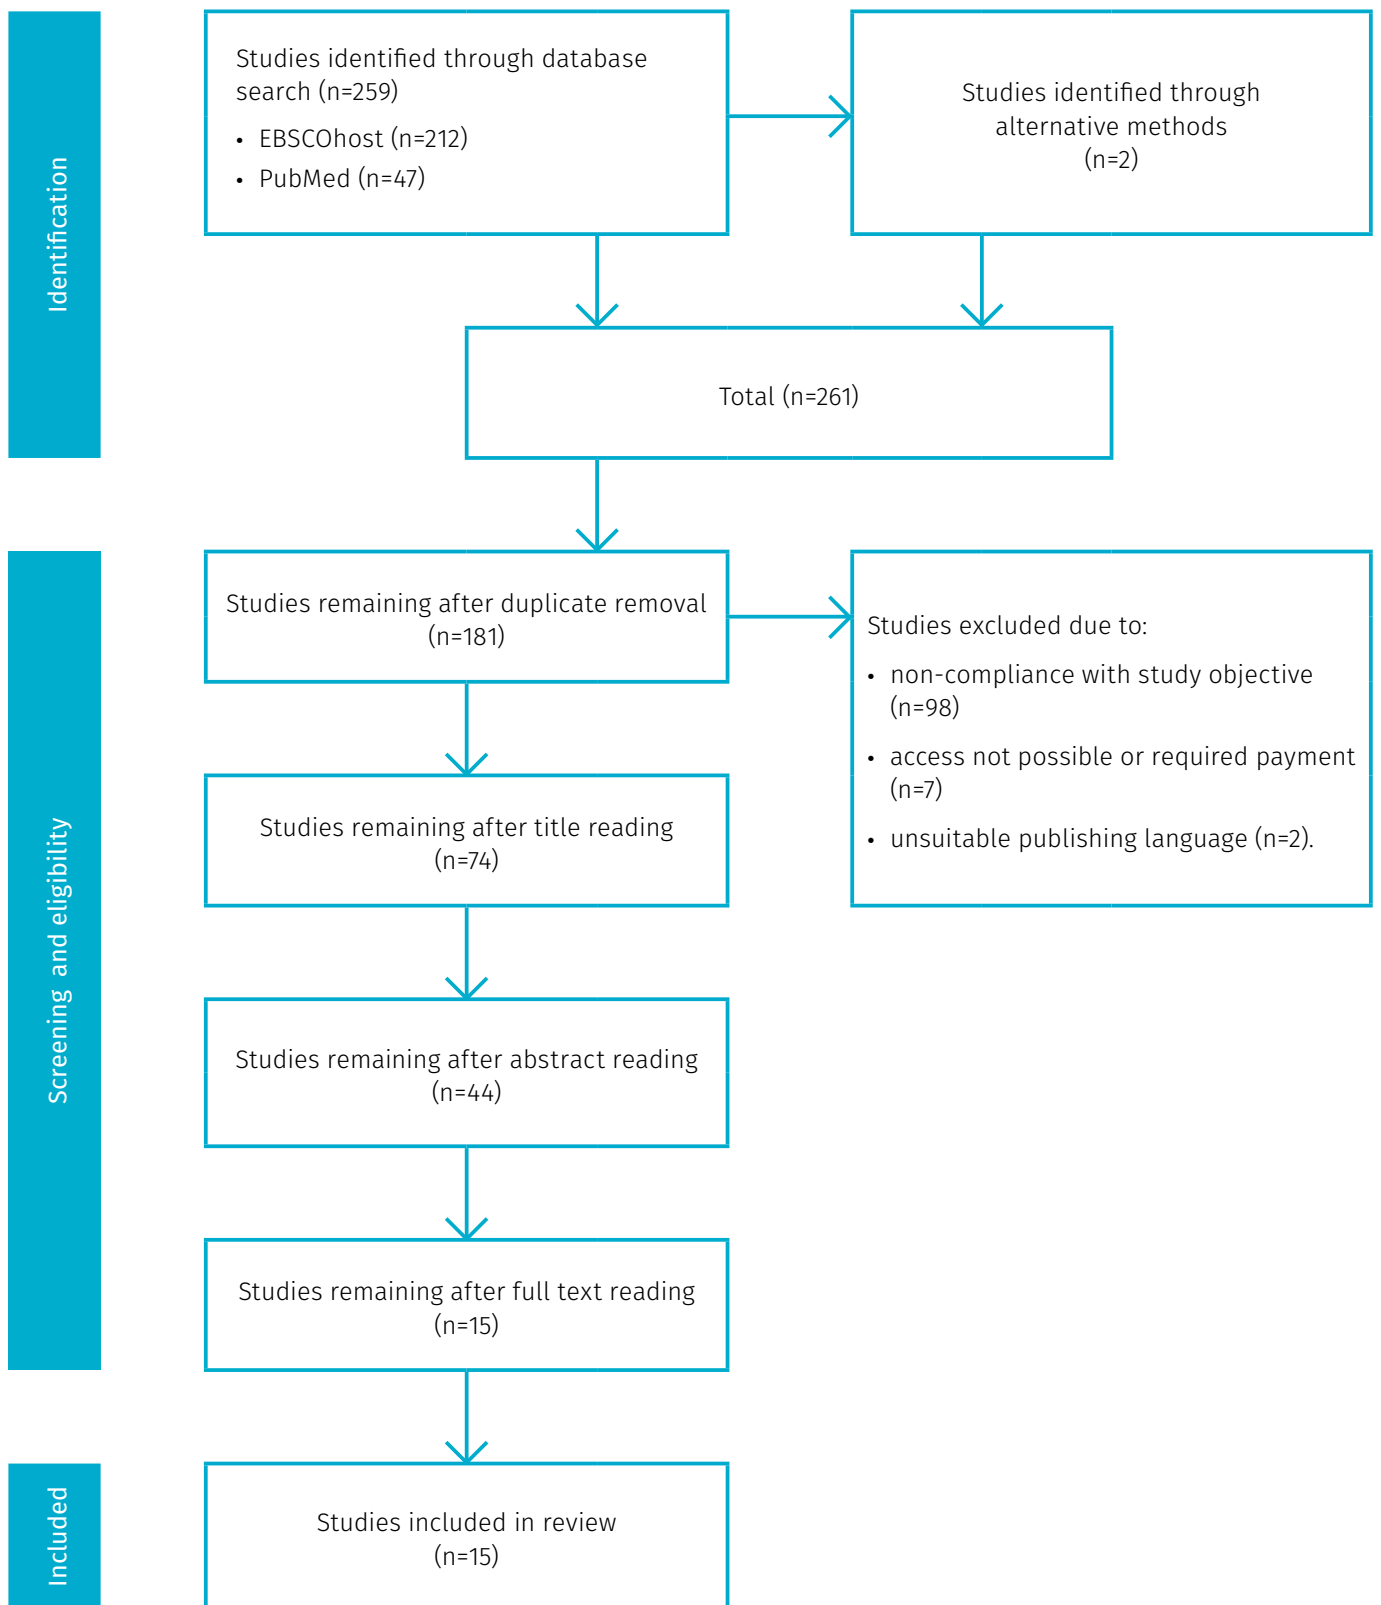 Identification
Studies identified through database
search (n=259)
• EBSCOhost (n=212)
• PubMed (n=47)
Studies identified through
alternative methods
(n=2)
Total (n=261)
Screening and eligibility
Studies remaining after duplicate removal
(n=181)
Studies excluded due to:
• non-compliance with study objective
(n=98)
• access not possible or required payment
(n=7)
• unsuitable publishing language (n=2).
Studies remaining after title reading
(n=74)
Studies remaining after abstract reading
(n=44)
Studies remaining after full text reading
(n=15)
Included
Studies included in review
(n=15)